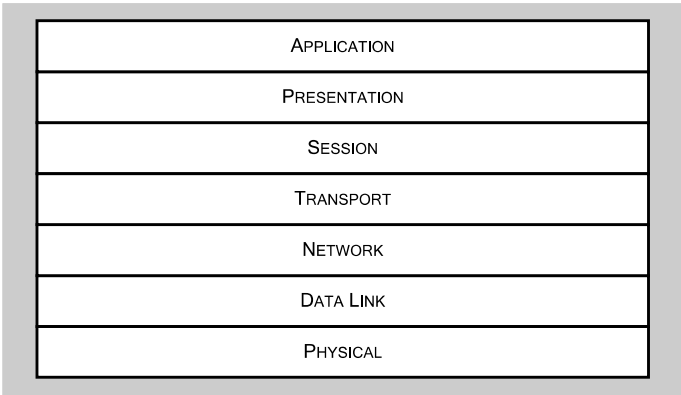 APPLICATION
PRESENTATION
SESSION
TRANSPORT
NETWORK
DATA LINK
PHYSICAL